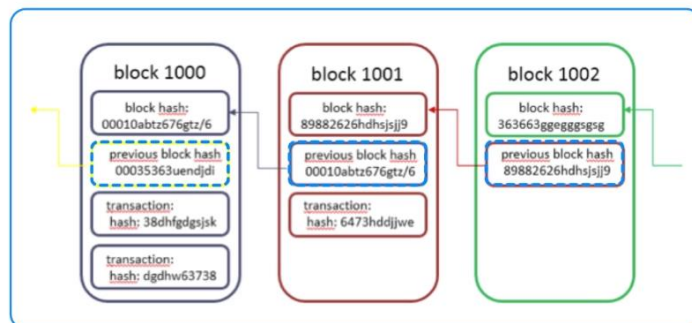 block 1000
block hash:
00010abtz676gtz/6
previous block hash
00035363uendjdi
transaction:
hash: 38dhfgdgsjsk
transaction:
hash: dgdhw63738
block 1001
block hash:
89882626hdhsjsjj9
previous block hash
00010abtz676gtz/6
transaction:
hash: 6473hddjjwe
block 1002
block hash:
363663ggegggsgsg
previous block hash
89882626hdhsjsjj9